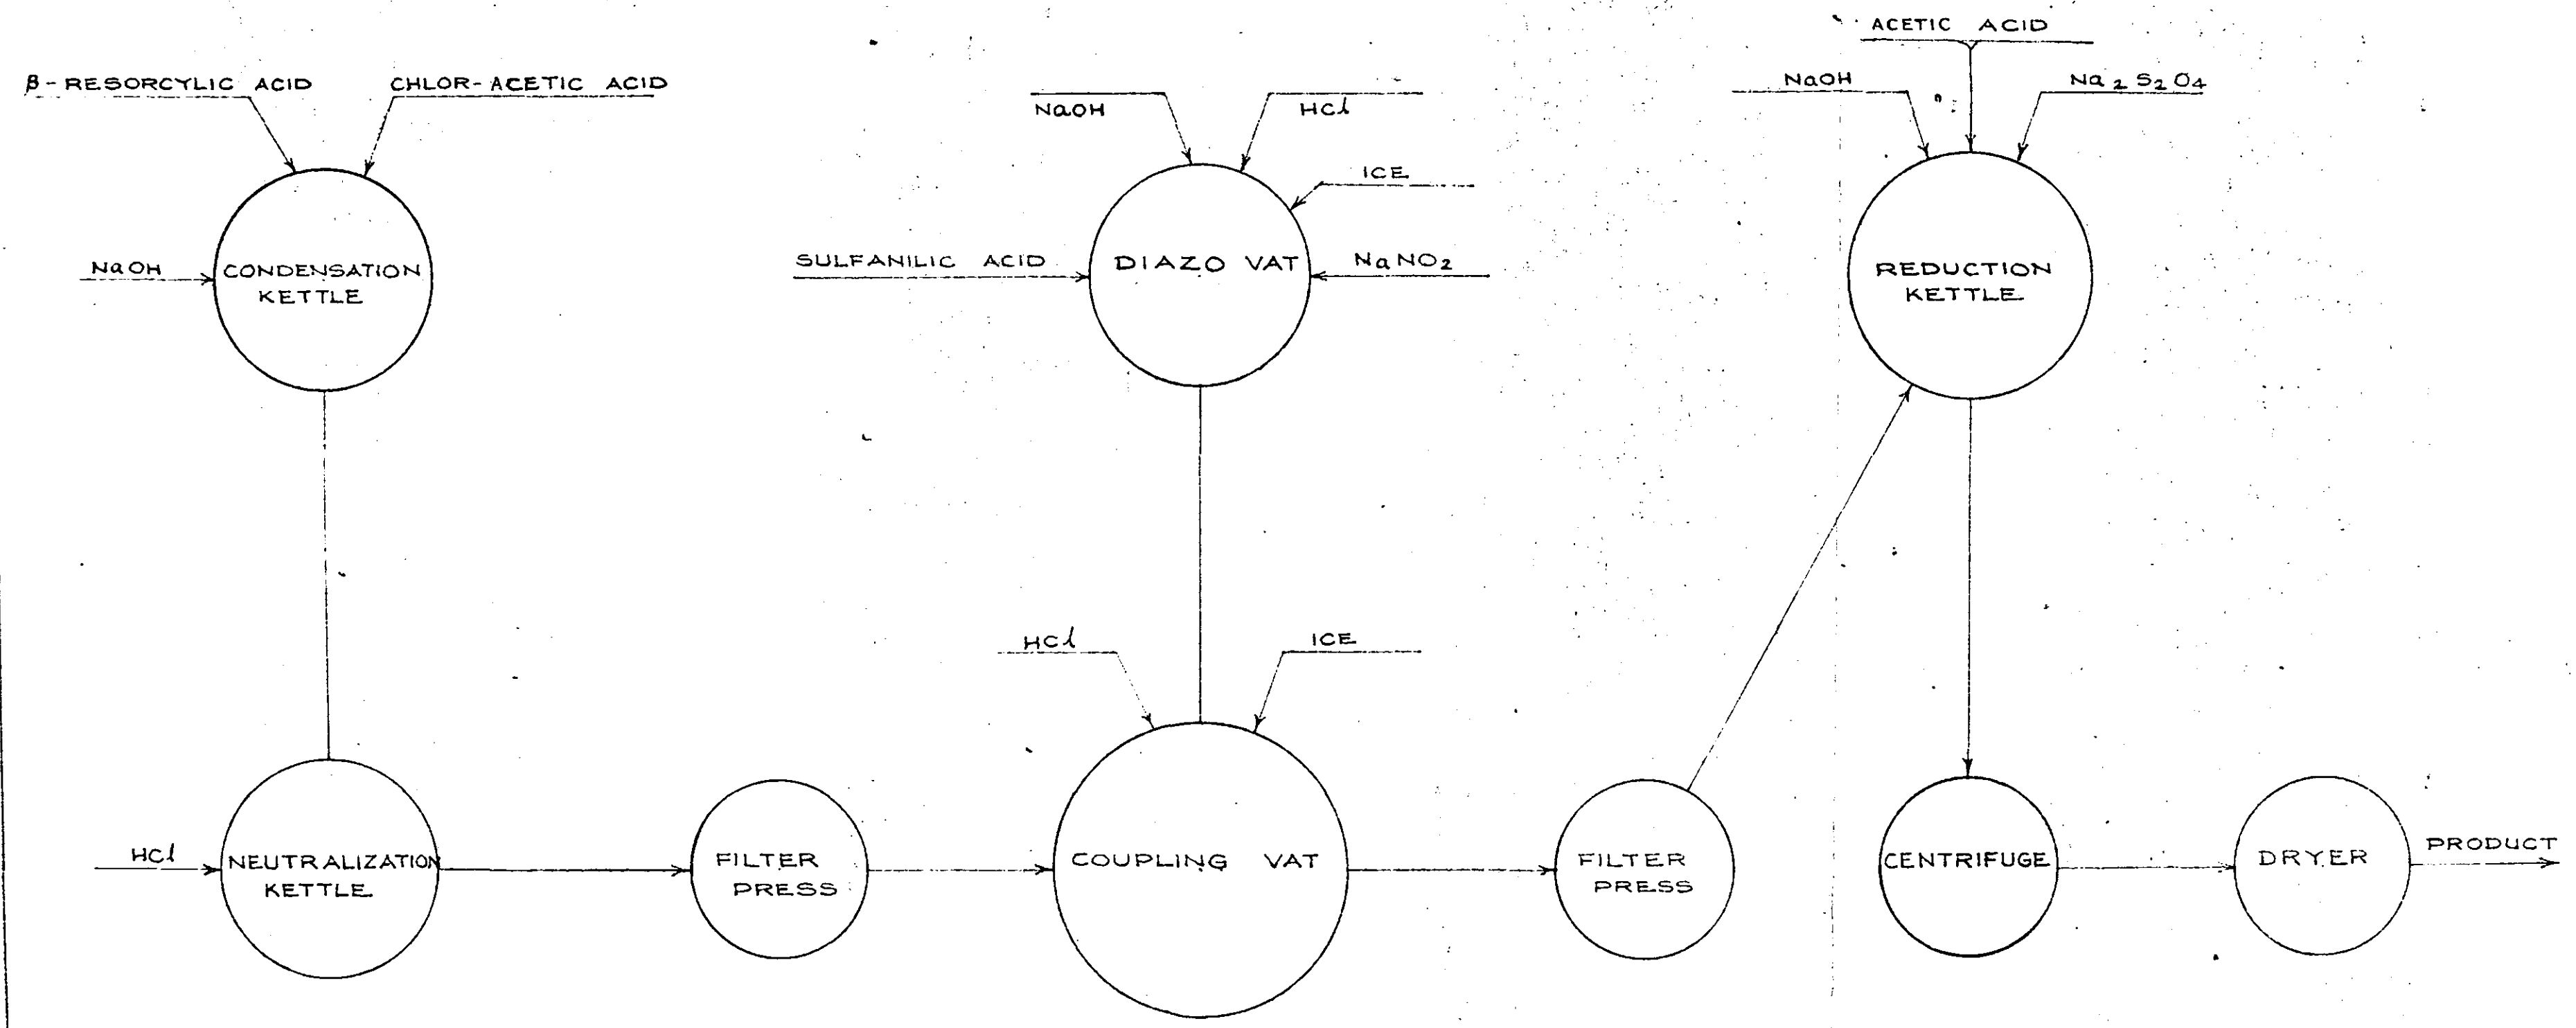 ACETIC ACID
β-RESORCYLIC ACID
CHLOR-ACETIC ACID
NaOH
HCl
NaOH
Na2S2O4
ICE
NaOH
CONDENSATION
KETTLE
SULFANILIC ACID
DIAZO VAT
NaNO2
REDUCTION
KETTLE
HCl
ICE
HCl
NEUTRALIZATION
KETTLE
FILTER
PRESS
COUPLING VAT
FILTER
PRESS
CENTRIFUGE
DRYER
PRODUCT